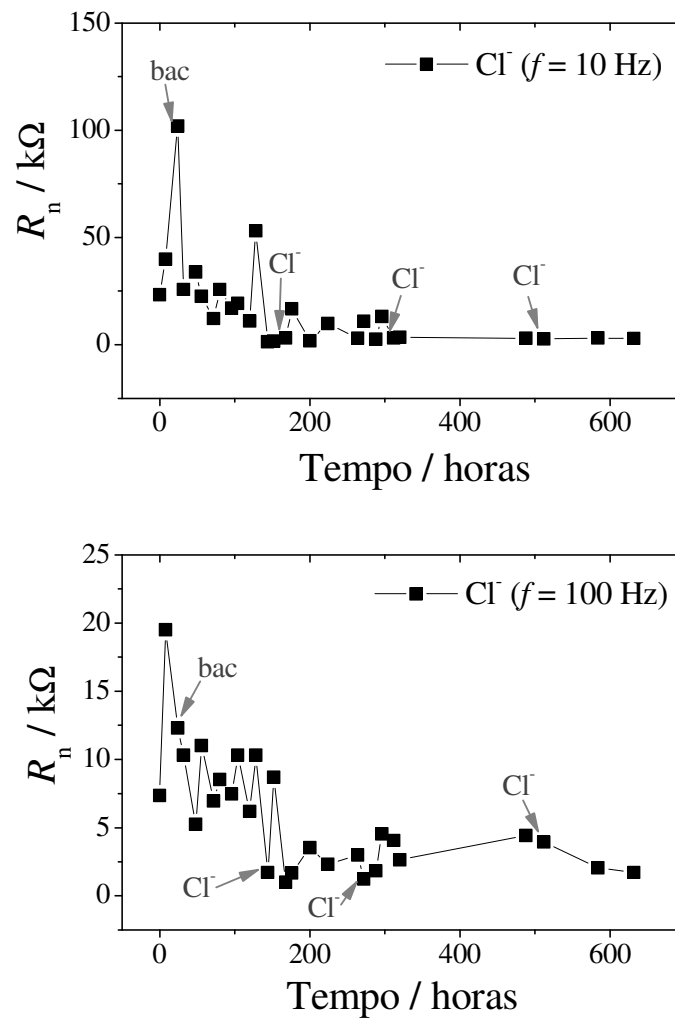 150
100
50
0
R_n / kΩ
bac
Cl⁻ (f = 10 Hz)
Cl⁻
Cl⁻
Cl⁻
0 200 400 600
Tempo / horas
25
20
15
10
5
0
R_n / kΩ
Cl⁻ (f = 100 Hz)
bac
Cl⁻
Cl⁻
Cl⁻
0 200 400 600
Tempo / horas